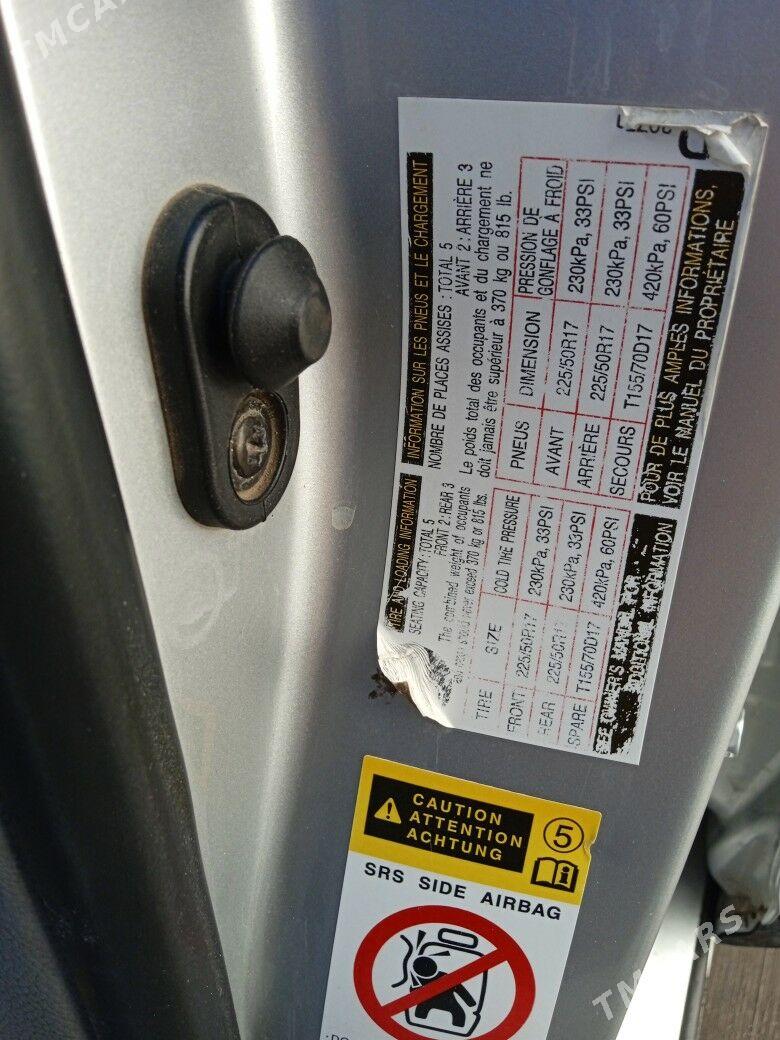 TMCARS
TIRE AND LOADING INFORMATION
SEATING CAPACITY: TOTAL 5
FRONT 2: REAR 3
The combined weight of occupants
should never exceed 370 kg or 815 lbs.
TIRE SIZE COLD TIRE PRESSURE
FRONT 225/50R17 230kPa, 33PSI
REAR 225/50R17 230kPa, 33PSI
SPARE T155/70D17 420kPa, 60PSI
SEE OWNER'S MANUAL FOR
ADDITIONAL INFORMATION
INFORMATION SUR LES PNEUS ET LE CHARGEMENT
NOMBRE DE PLACES ASSISES : TOTAL 5
AVANT 2: ARRIÈRE 3
Le poids total des occupants et du chargement ne
doit jamais être supérieur à 370 kg ou 815 lb.
PNEUS DIMENSION PRESSION DE
GONFLAGE À FROID
AVANT 225/50R17 230kPa, 33PSI
ARRIÈRE 225/50R17 230kPa, 33PSI
SECOURS T155/70D17 420kPa, 60PSI
POUR DE PLUS AMPLES INFORMATIONS,
VOIR LE MANUEL DU PROPRIÉTAIRE
CAUTION
ATTENTION
ACHTUNG
5
SRS SIDE AIRBAG
TMCARS